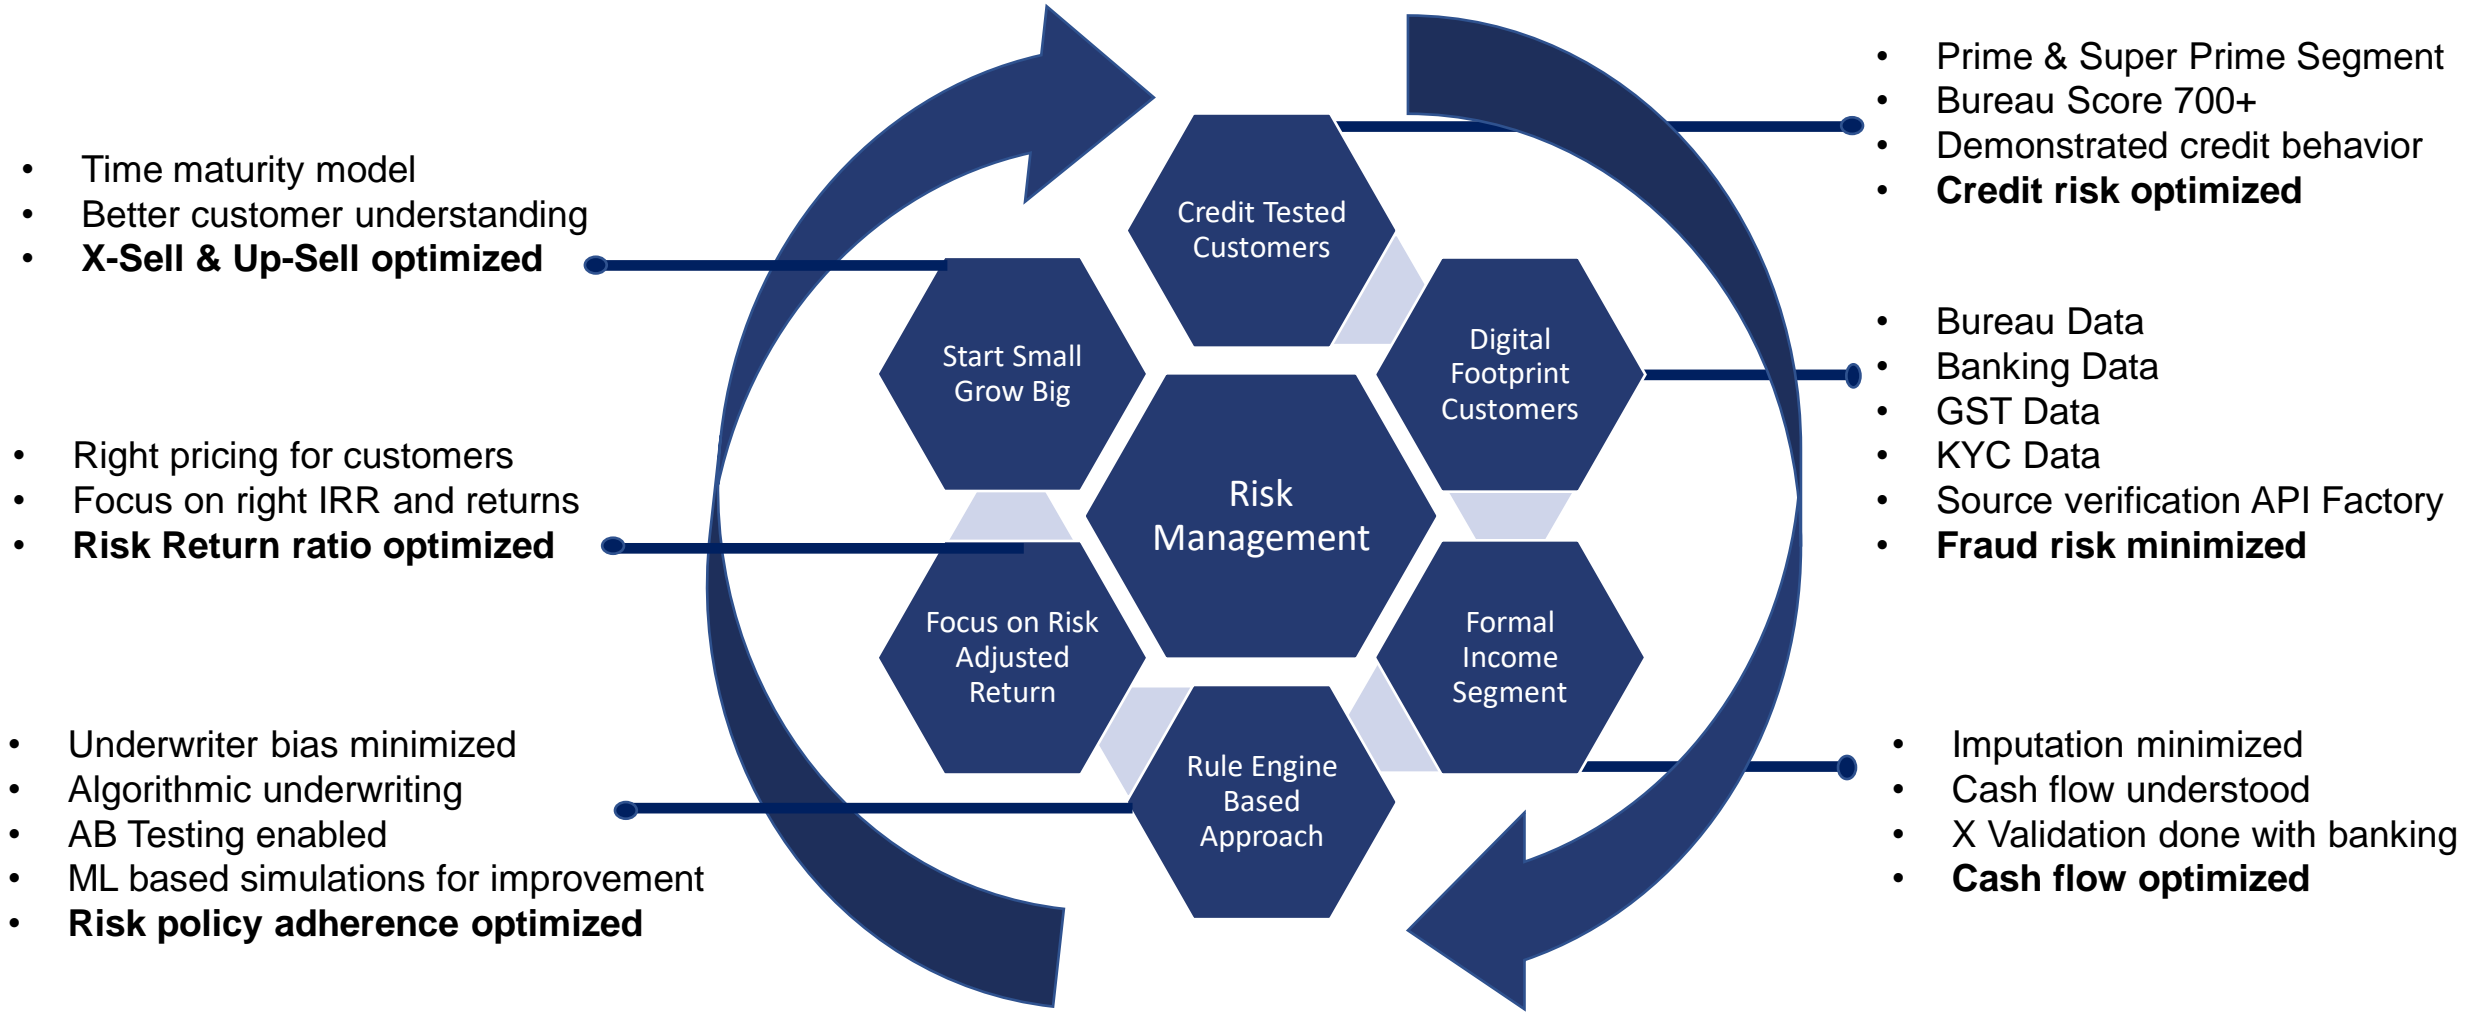 Prime & Super Prime Segment
Bureau Score 700+
Demonstrated credit behavior
Credit risk optimized
Time maturity model
Better customer understanding
X-Sell & Up-Sell optimized
Credit Tested
Customers
Start Small
Grow Big
Digital
Footprint
Customers
Bureau Data
Banking Data
GST Data
KYC Data
Source verification API Factory
Fraud risk minimized
Right pricing for customers
Focus on right IRR and returns
Risk Return ratio optimized
Risk
Management
Focus on Risk
Adjusted
Return
Formal
Income
Segment
Underwriter bias minimized
Algorithmic underwriting
AB Testing enabled
ML based simulations for improvement
Risk policy adherence optimized
Rule Engine
Based
Approach
Imputation minimized
Cash flow understood
X Validation done with banking
Cash flow optimized